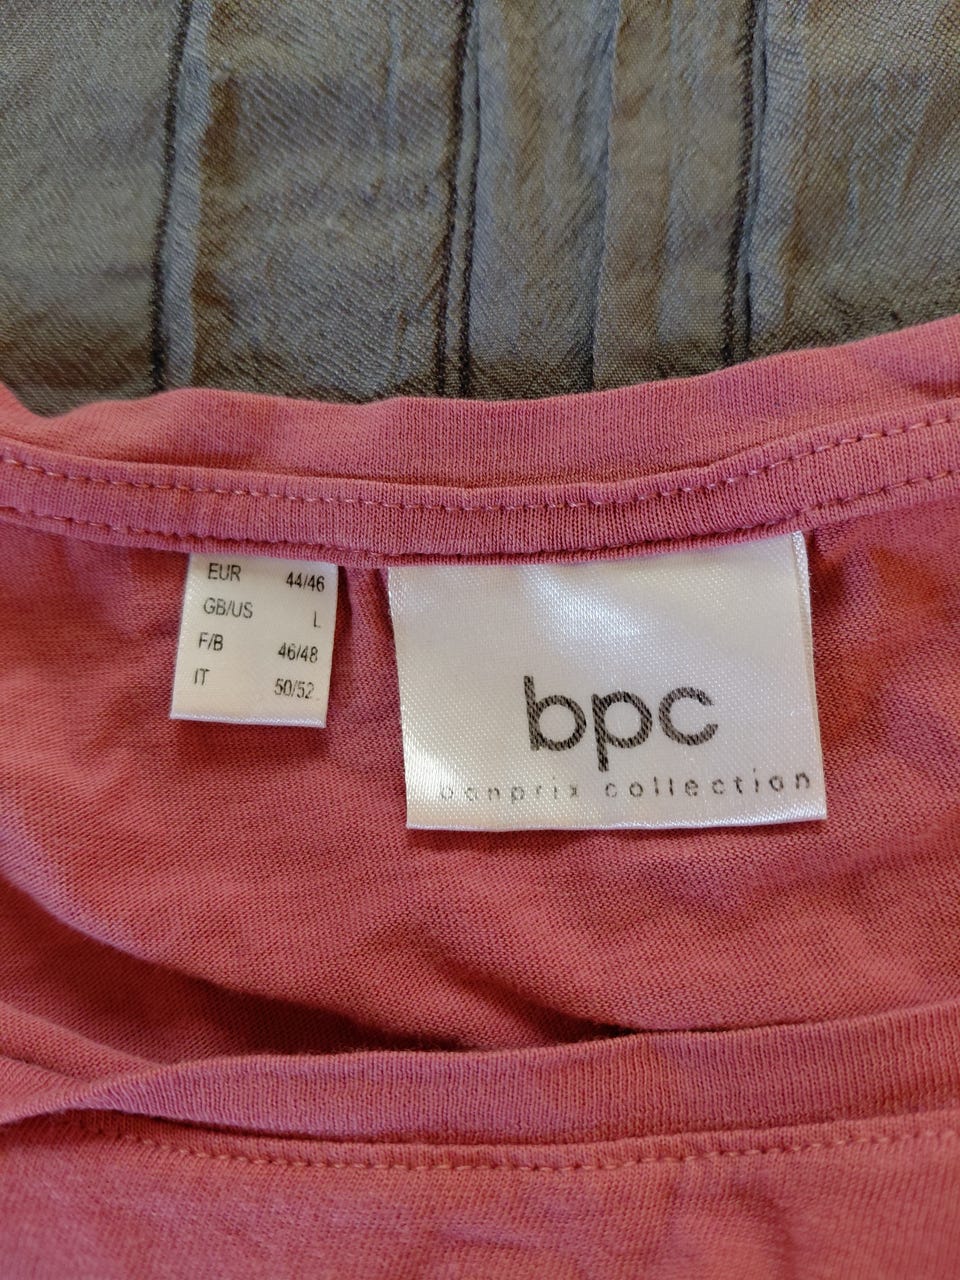 EUR 44/46
GB/US L
F/B 46/48
IT 50/52
bpc
bonprix collection